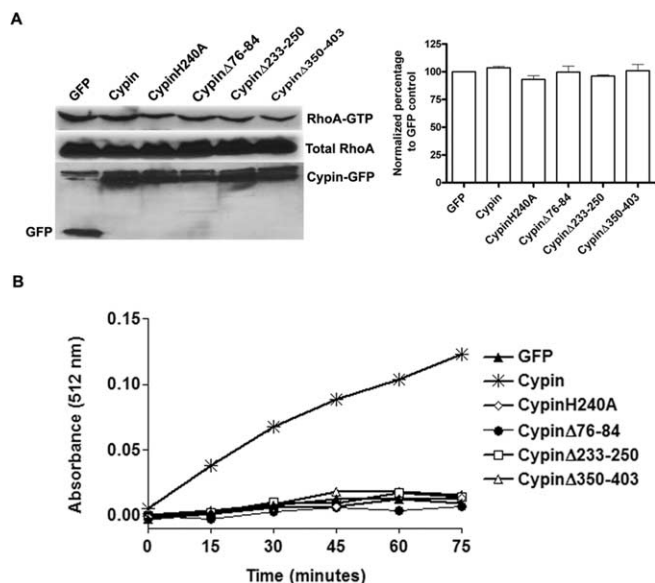 A
GFP
Cypin
CypinH240A
CypinΔ76-84
CypinΔ233-250
CypinΔ350-403
RhoA-GTP
Total RhoA
Cypin-GFP
GFP
Normalized percentage
to GFP control
125
100
75
50
25
0
GFP
Cypin
CypinH240A
CypinΔ76-84
CypinΔ233-250
CypinΔ350-403
B
Absorbance (512 nm)
0.15
0.10
0.05
0.00
0
15
30
45
60
75
Time (minutes)
GFP
Cypin
CypinH240A
CypinΔ76-84
CypinΔ233-250
CypinΔ350-403